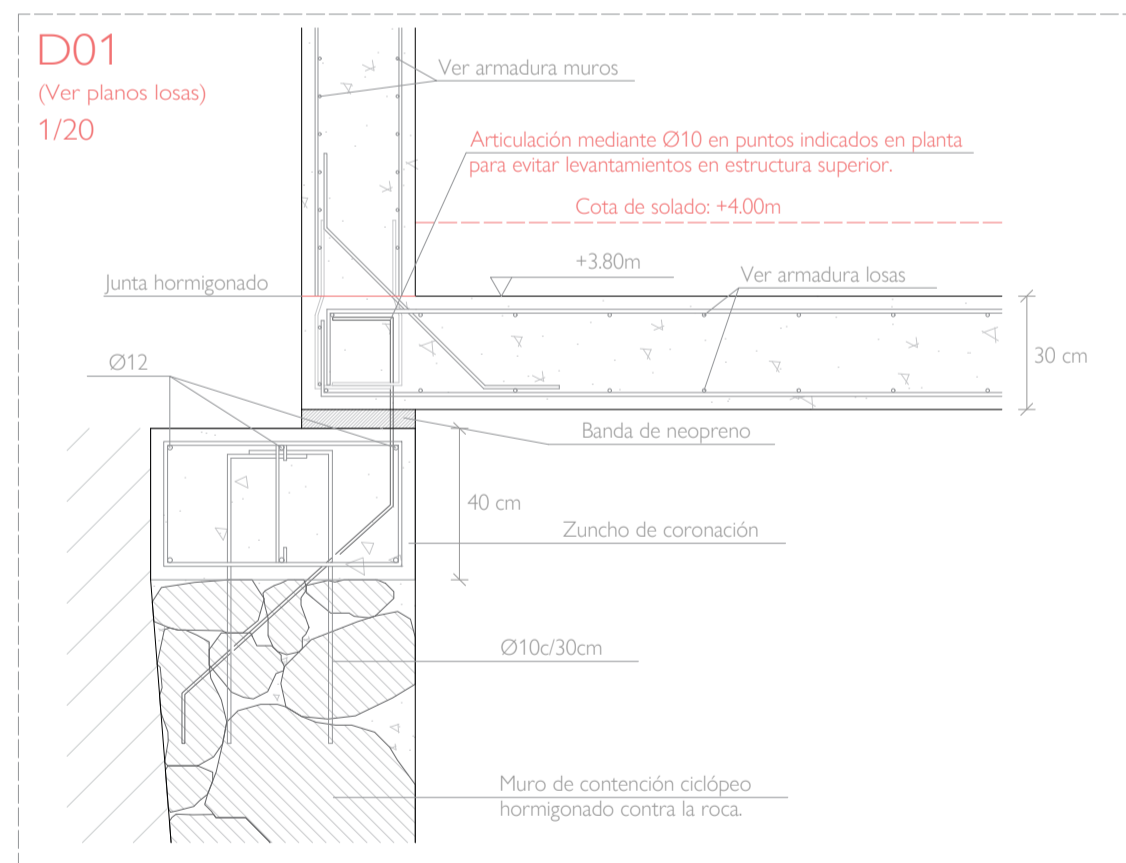 D01
(Ver planos losas)
1/20
Ver armadura muros
Articulación mediante Ø10 en puntos indicados en planta
para evitar levantamientos en estructura superior.
Cota de solado: +4.00m
+3.80m
Ver armadura losas
Junta hormigonado
30 cm
Ø12
Banda de neopreno
40 cm
Zuncho de coronación
Ø10c/30cm
Muro de contención ciclópeo
hormigonado contra la roca.